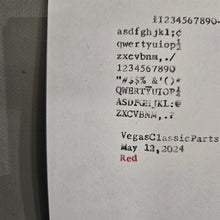 ‡1234567890-
asdfghjkl;¢
qwertyuiop½
zxcvbnm,./
1234567890
"#$% &'()*
QWERTYUIOP¼
ASDFGHJKL:@
ZXCVBNM,.?
VegasClassicParts
May 12, 2024
Red